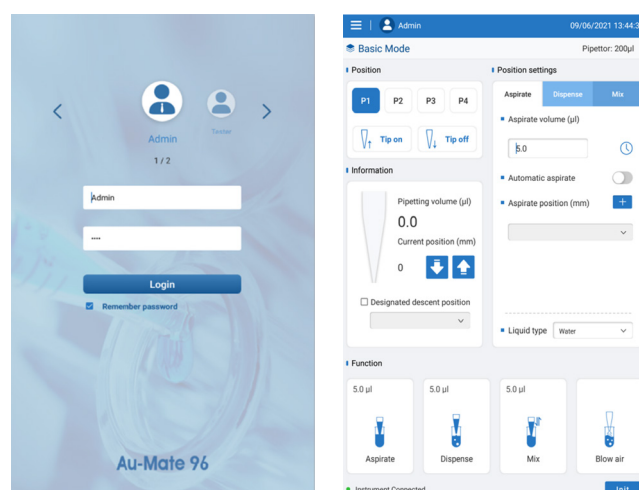 Admin
Tester
1 / 2
Admin
****
Login
Remember password
Au-Mate 96
Admin
09/06/2021 13:44:3
Basic Mode
Pipettor: 200μl
Position
P1 P2 P3 P4
Tip on Tip off
Information
Pipetting volume (μl)
0.0
Current position (mm)
0
Designated descent position
Position settings
Aspirate Dispense Mix
Aspirate volume (μl)
5.0
Automatic aspirate
Aspirate position (mm)
+
Liquid type Water
Function
5.0 μl 5.0 μl 5.0 μl
Aspirate Dispense Mix Blow air
Instrument Connected
Init